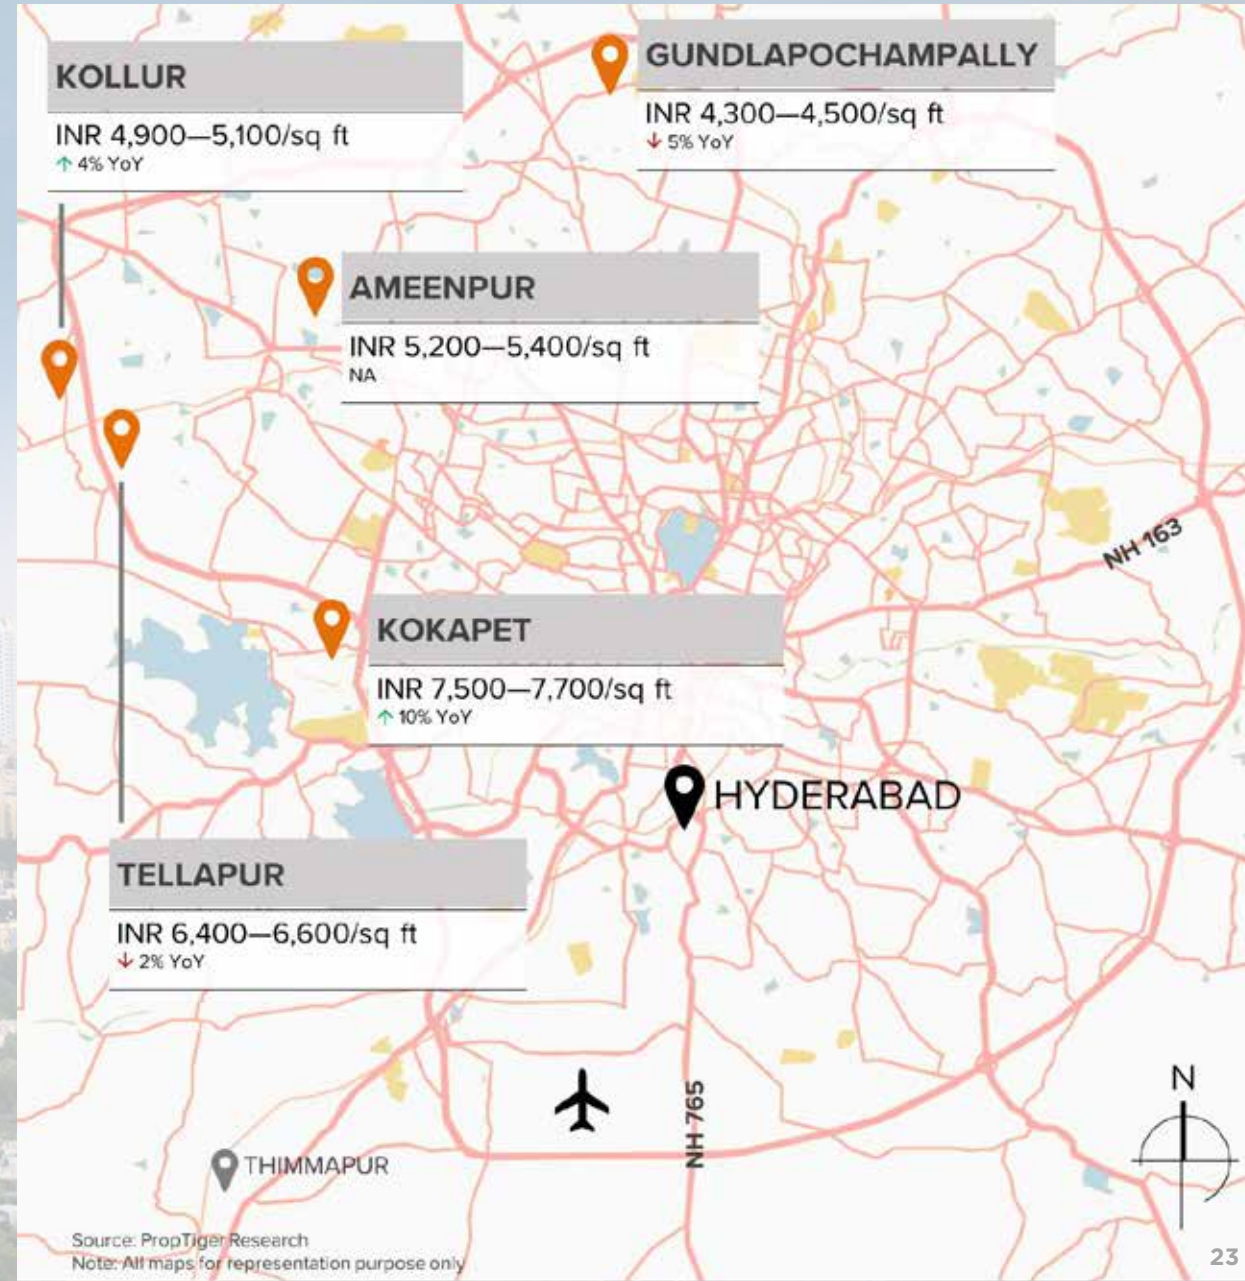 KOLLUR
INR 4,900—5,100/sq ft
↑ 4% YoY
GUNDLAPOCHAMPALLY
INR 4,300—4,500/sq ft
↓ 5% YoY
AMEENPUR
INR 5,200—5,400/sq ft
NA
NH 163
KOKAPET
INR 7,500—7,700/sq ft
↑ 10% YoY
HYDERABAD
TELLAPUR
INR 6,400—6,600/sq ft
↓ 2% YoY
NH 765
N
THIMMAPUR
Source: PropTiger Research
Note: All maps for representation purpose only
23